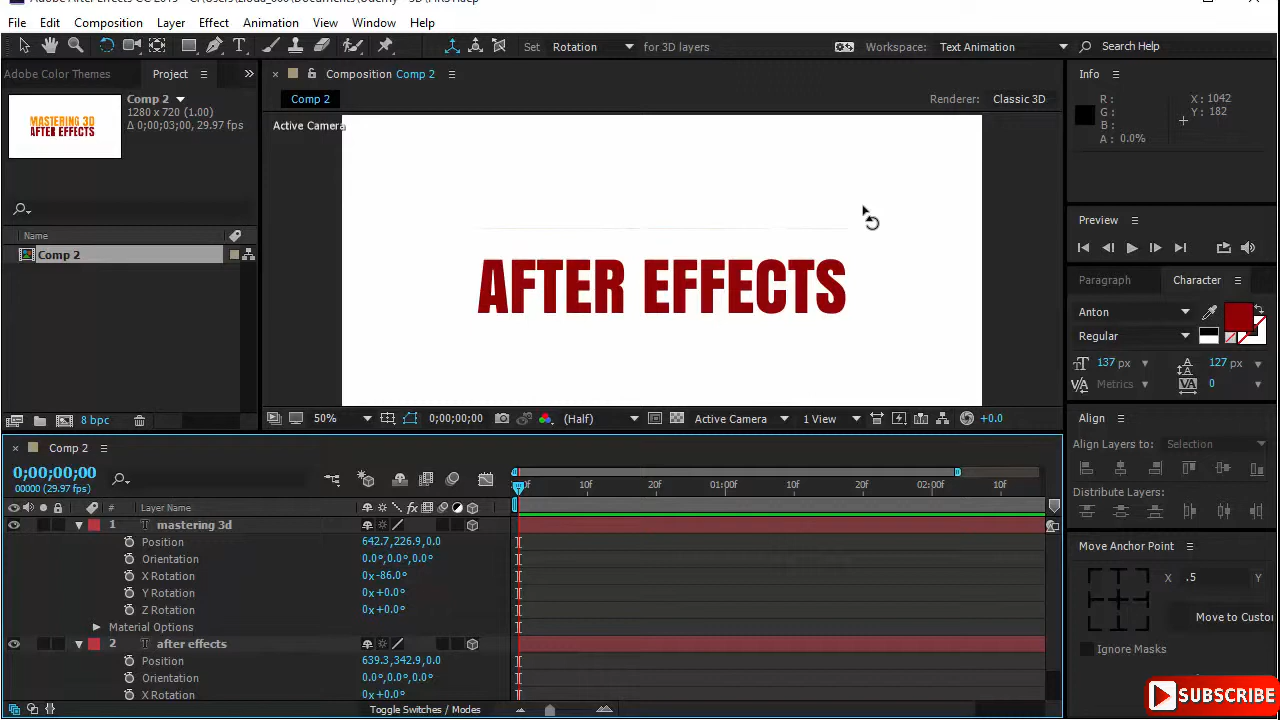 File Edit Composition Layer Effect Animation View Window Help
Set Rotation for 3D layers Workspace: Text Animation Search Help
Adobe Color Themes Project Composition Comp 2 Info
Comp 2
1280 x 720 (1.00)
Δ 0;00;03;00, 29.97 fps
MASTERING 3D
AFTER EFFECTS
Comp 2 Renderer: Classic 3D
Active Camera
R :
G :
B :
A : 0.0%
X : 1042
Y : 182
AFTER EFFECTS
Name
Comp 2
Preview
Paragraph Character
Anton
Regular
137 px 127 px
Metrics 0
8 bpc 50% 0;00;00;00 (Half) Active Camera 1 View +0.0
Align
Align Layers to: Selection
Distribute Layers:
Comp 2
0;00;00;00
00000 (29.97 fps)
0f 10f 20f 01:00f 10f 20f 02:00f 10f
# Layer Name fx
1 T mastering 3d
Position 642.7,226.9,0.0
Orientation 0.0°,0.0°,0.0°
X Rotation 0x-86.0°
Y Rotation 0x+0.0°
Z Rotation 0x+0.0°
Material Options
2 T after effects
Position 639.3,342.9,0.0
Orientation 0.0°,0.0°,0.0°
X Rotation 0x+0.0°
Toggle Switches / Modes
Move Anchor Point
X .5 Y
Move to Custo
Ignore Masks
SUBSCRIBE